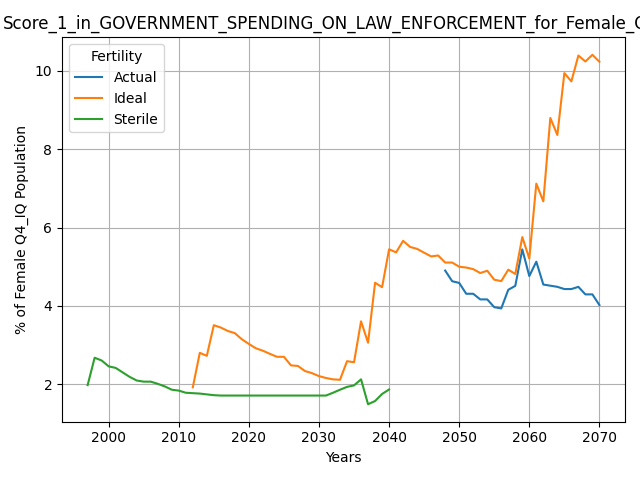 Score_1_in_GOVERNMENT_SPENDING_ON_LAW_ENFORCEMENT_for_Female_
% of Female Q4_IQ Population
Fertility
Actual
Ideal
Sterile
10
8
6
4
2
2000 2010 2020 2030 2040 2050 2060 2070
Years